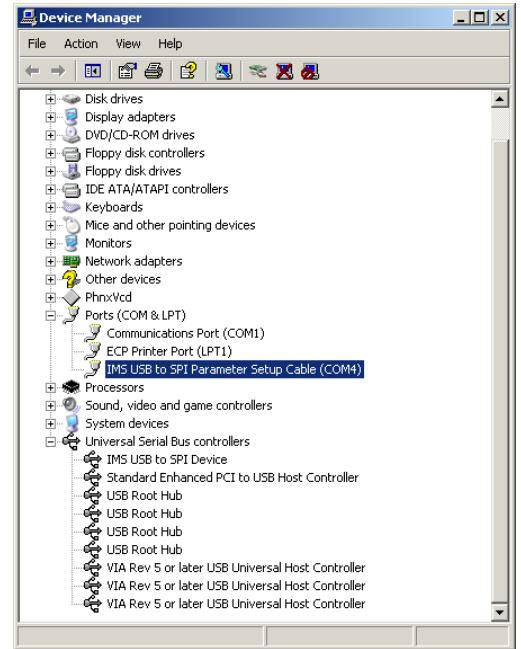 Device Manager
File Action View Help
Disk drives
Display adapters
DVD/CD-ROM drives
Floppy disk controllers
Floppy disk drives
IDE ATA/ATAPI controllers
Keyboards
Mice and other pointing devices
Monitors
Network adapters
Other devices
PhnxVcd
Ports (COM & LPT)
Communications Port (COM1)
ECP Printer Port (LPT1)
IMS USB to SPI Parameter Setup Cable (COM4)
Processors
Sound, video and game controllers
System devices
Universal Serial Bus controllers
IMS USB to SPI Device
Standard Enhanced PCI to USB Host Controller
USB Root Hub
USB Root Hub
USB Root Hub
USB Root Hub
VIA Rev 5 or later USB Universal Host Controller
VIA Rev 5 or later USB Universal Host Controller
VIA Rev 5 or later USB Universal Host Controller